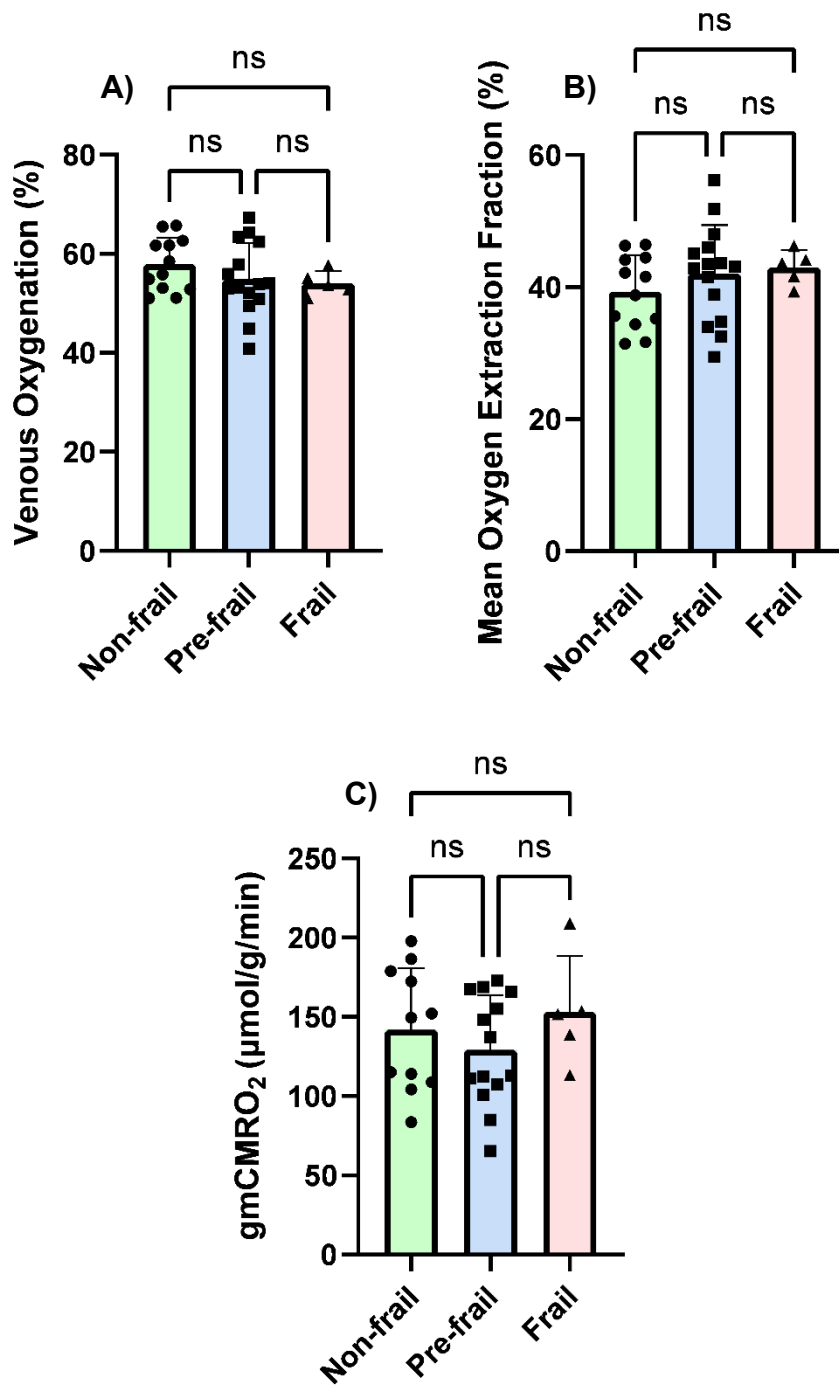 A)
ns
ns
ns
Venous Oxygenation (%)
80
60
40
20
0
Non-frail
Pre-frail
Frail
B)
ns
ns
ns
Mean Oxygen Extraction Fraction (%)
60
40
20
0
Non-frail
Pre-frail
Frail
C)
ns
ns
ns
gmCMRO₂ (µmol/g/min)
250
200
150
100
50
0
Non-frail
Pre-frail
Frail